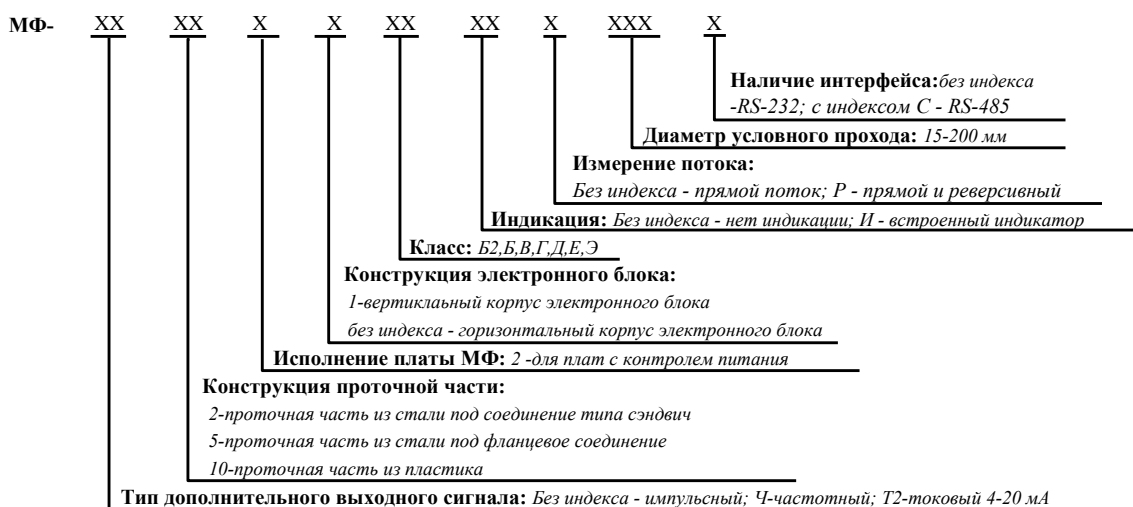 МФ- XX XX X X XX XX X XXX X
Наличие интерфейса:без индекса
-RS-232; с индексом С - RS-485
Диаметр условного прохода: 15-200 мм
Измерение потока:
Без индекса - прямой поток; Р - прямой и реверсивный
Индикация: Без индекса - нет индикации; И - встроенный индикатор
Класс: Б2,Б,В,Г,Д,Е,Э
Конструкция электронного блока:
1-вертиклаьный корпус электронного блока
без индекса - горизонтальный корпус электронного блока
Исполнение платы МФ: 2 -для плат с контролем питания
Конструкция проточной части:
2-проточная часть из стали под соединение типа сэндвич
5-проточная часть из стали под фланцевое соединение
10-проточная часть из пластика
Тип дополнительного выходного сигнала: Без индекса - импульсный; Ч-частотный; Т2-токовый 4-20 мА